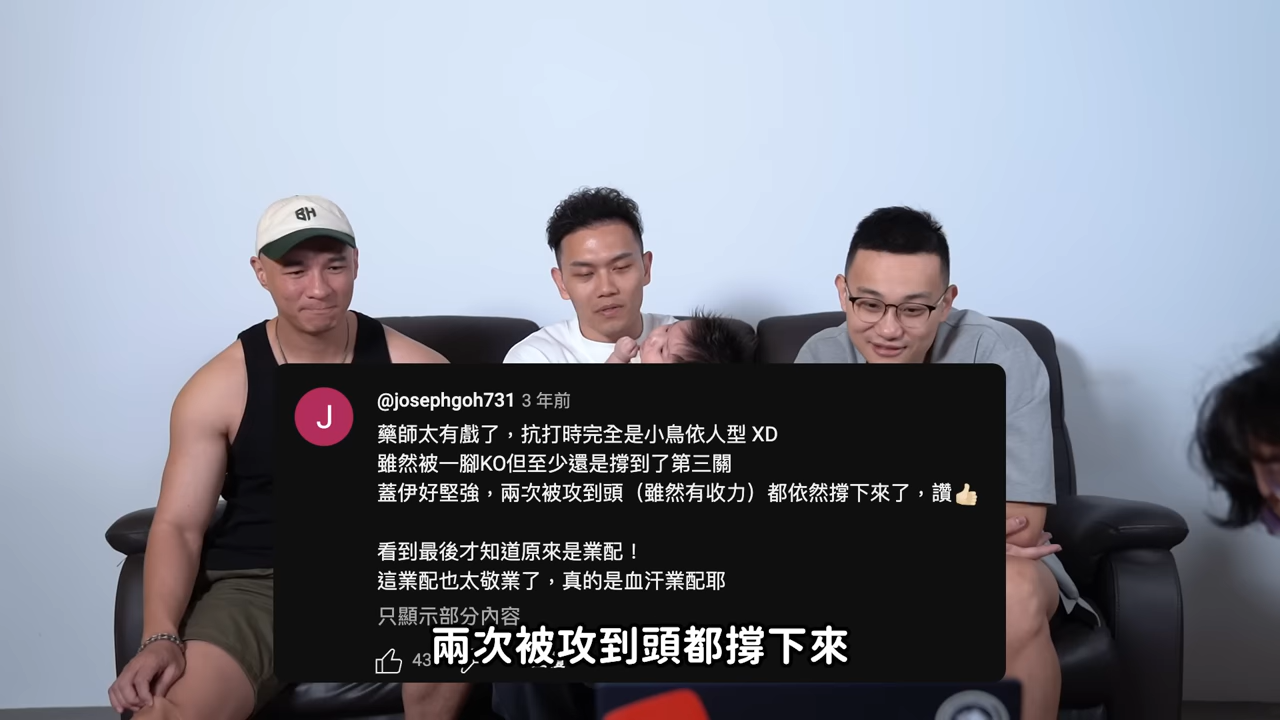 BH
J
@josephgoh731 3 年前
藥師太有戲了，抗打時完全是小鳥依人型 XD
雖然被一腳KO但至少還是撐到了第三關
蓋伊好堅強，兩次被攻到頭（雖然有收力）都依然撐下來了，讚👍🏻
看到最後才知道原來是業配！
這業配也太敬業了，真的是血汗業配耶
只顯示部分內容
兩次被攻到頭都撐下來
43